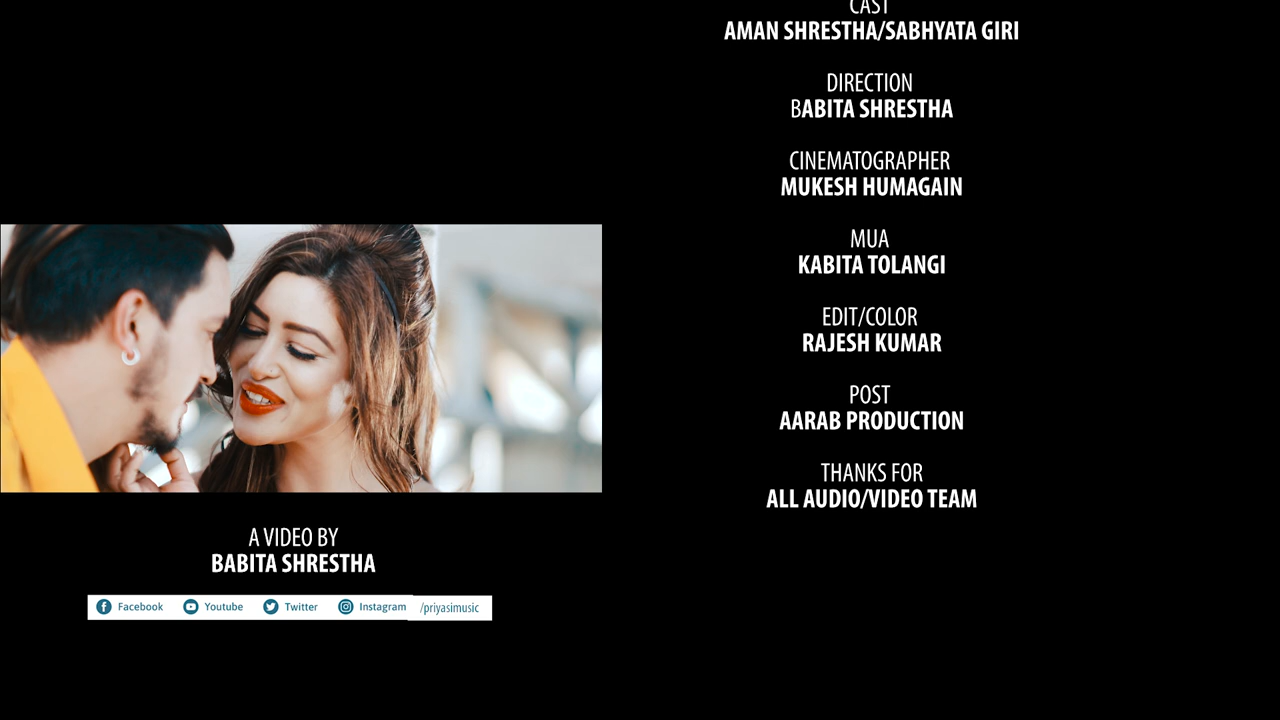 CAST
AMAN SHRESTHA/SABHYATA GIRI
DIRECTION
BABITA SHRESTHA
CINEMATOGRAPHER
MUKESH HUMAGAIN
MUA
KABITA TOLANGI
EDIT/COLOR
RAJESH KUMAR
POST
AARAB PRODUCTION
THANKS FOR
ALL AUDIO/VIDEO TEAM
A VIDEO BY
BABITA SHRESTHA
Facebook Youtube Twitter Instagram /priyasimusic